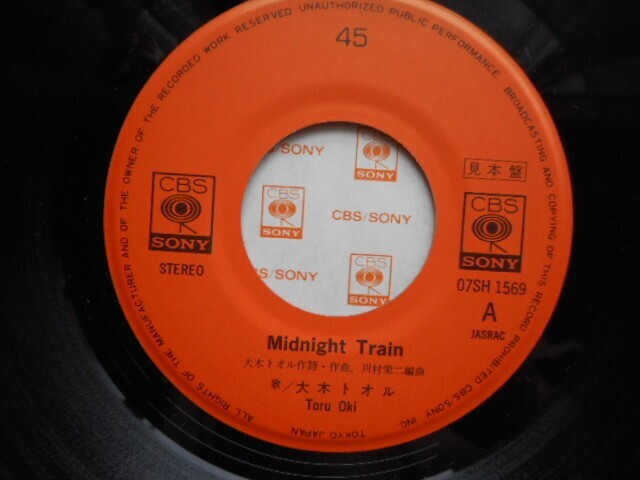 ALL RIGHTS OF THE MANUFACTURER AND OF THE OWNER OF THE RECORDED WORK RESERVED UNAUTHORIZED PUBLIC PERFORMANCE, BROADCASTING AND COPYING OF THIS RECORD PROHIBITED CBS/SONY INC. TOKYO JAPAN
45
CBS
SONY
STEREO
/SONY
CBS/SONY
S/SONY
SONY
SONY
SONY
見本盤
CBS
SONY
07SH 1569
A
JASRAC
Midnight Train
大木トオル作詩・作曲, 川村栄二編曲
歌/大木トオル
Toru Oki